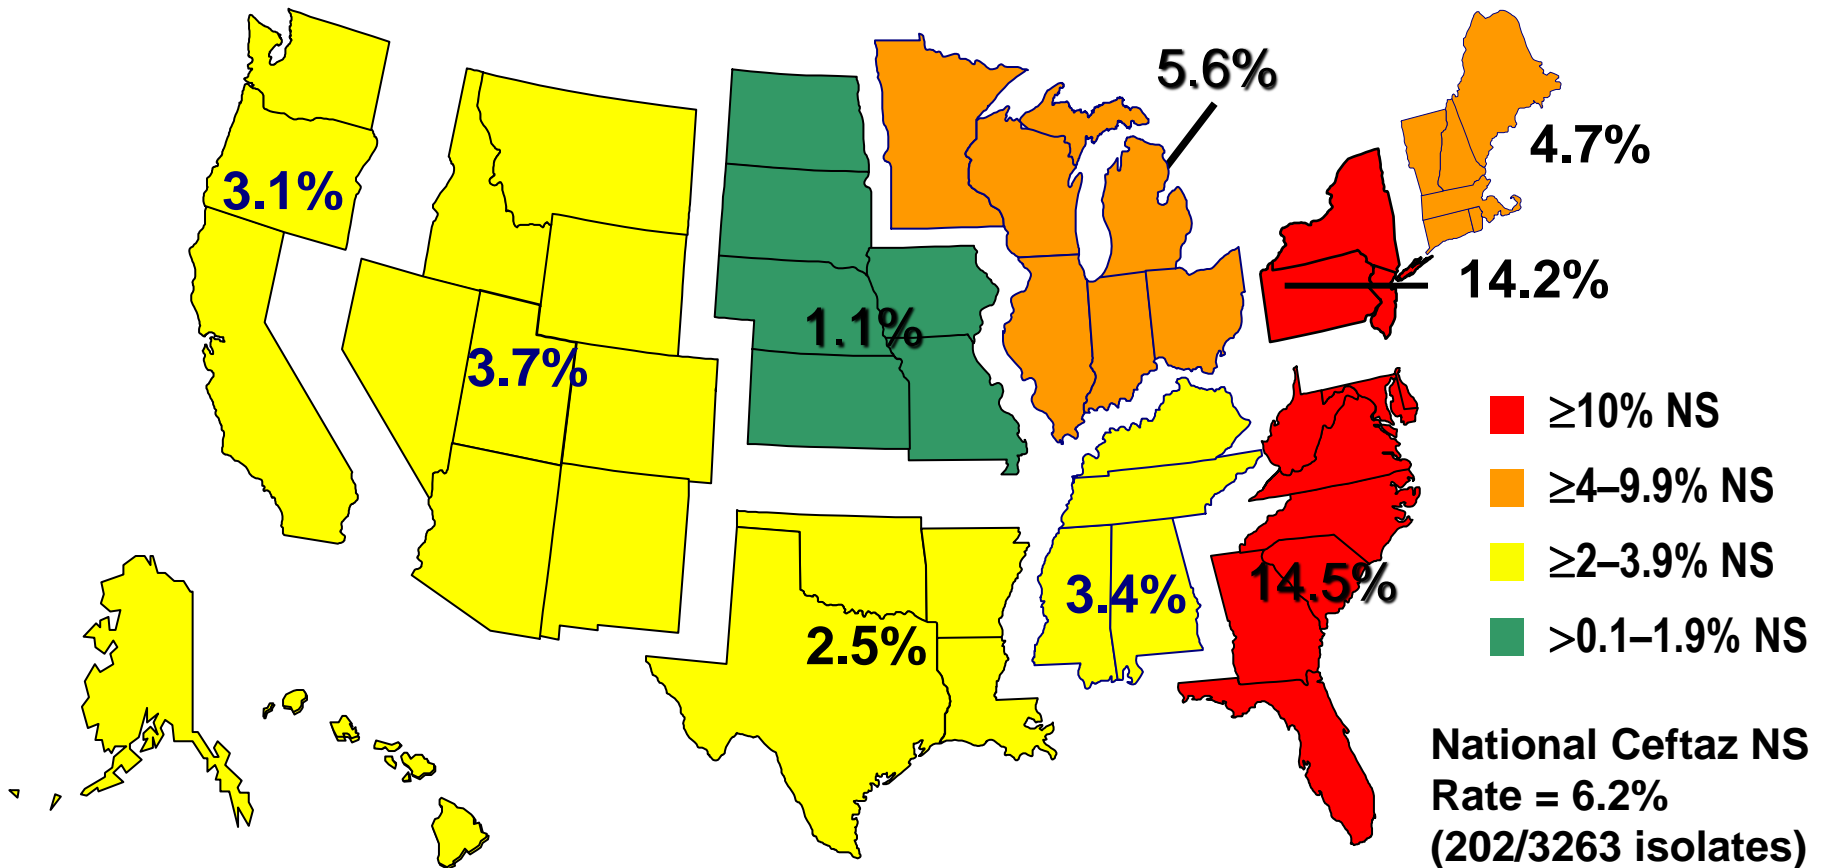 5.6%
4.7%
3.1%
14.2%
1.1%
3.7%
≥10% NS
≥4–9.9% NS
≥2–3.9% NS
14.5%
3.4%
2.5%
>0.1–1.9% NS
National Ceftaz NS
Rate = 6.2%
(202/3263 isolates)